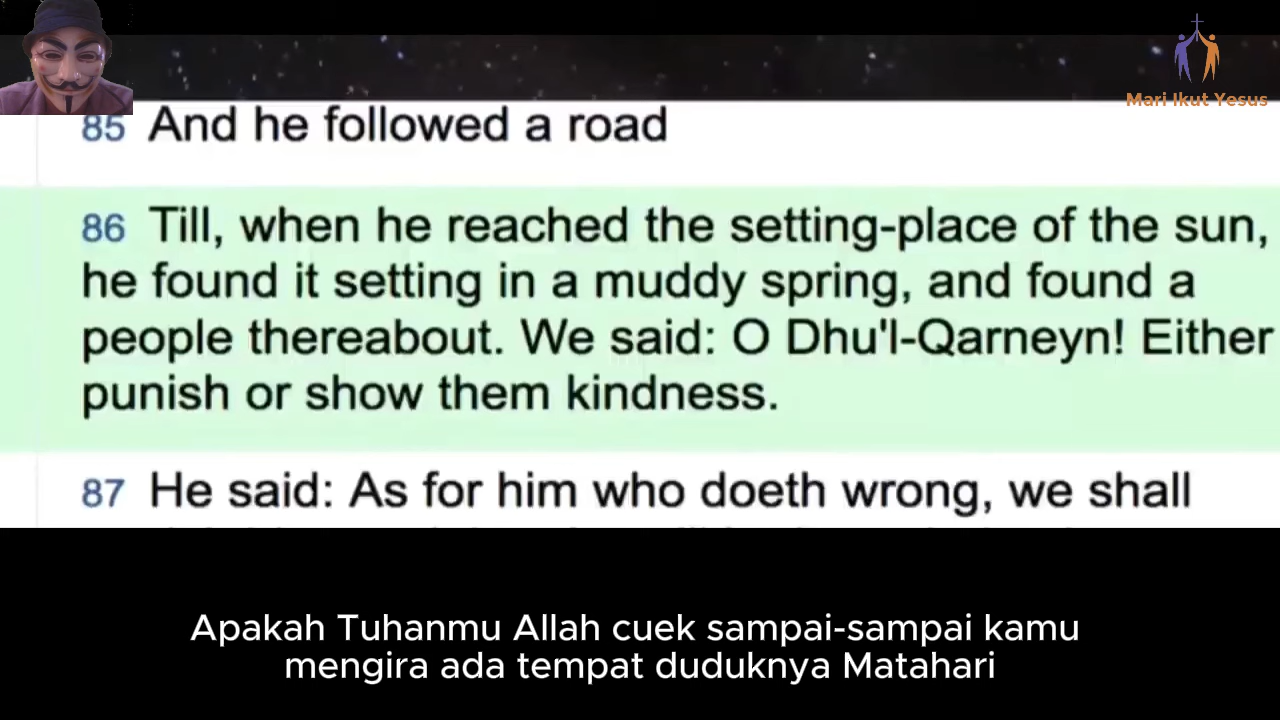 Mari Ikut Yesus
85 And he followed a road
86 Till, when he reached the setting-place of the sun,
he found it setting in a muddy spring, and found a
people thereabout. We said: O Dhu'l-Qarneyn! Either
punish or show them kindness.
87 He said: As for him who doeth wrong, we shall
Apakah Tuhanmu Allah cuek sampai-sampai kamu
mengira ada tempat duduknya Matahari